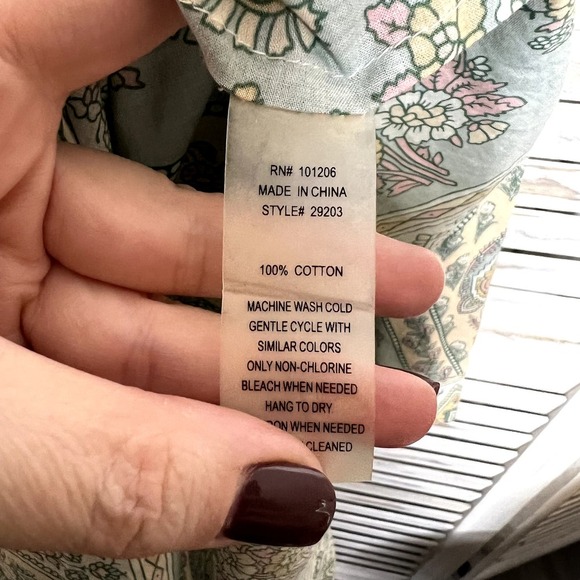 RN# 101206
MADE IN CHINA
STYLE# 29203
100% COTTON
MACHINE WASH COLD
GENTLE CYCLE WITH
SIMILAR COLORS
ONLY NON-CHLORINE
BLEACH WHEN NEEDED
HANG TO DRY
WHEN NEEDED
CLEANED